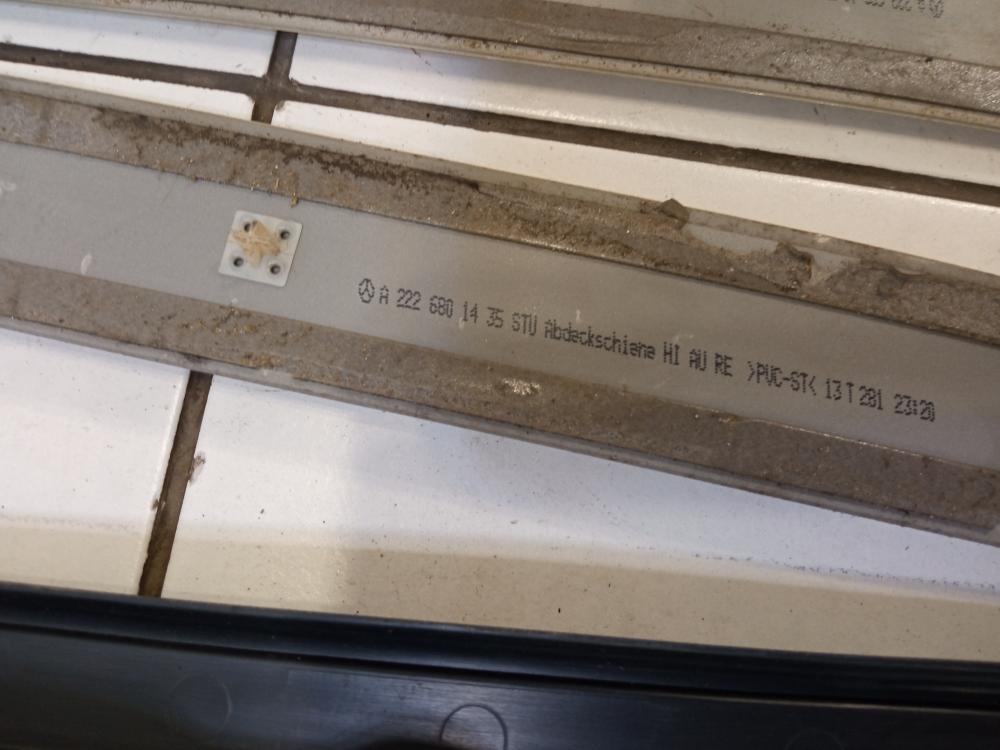 A 222 680 14 35 STU Abdeckschiene HI AU RE >PVC-ST< 13 T 281 23:20